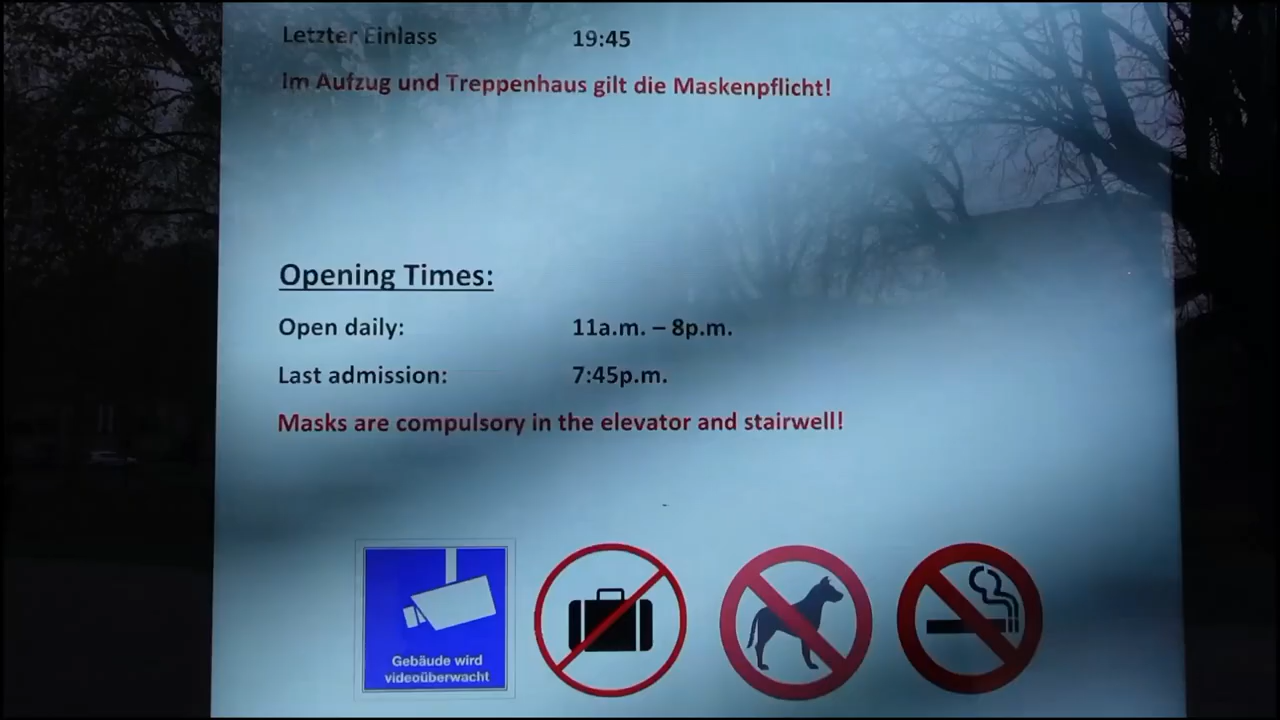 Letzter Einlass 19:45
Im Aufzug und Treppenhaus gilt die Maskenpflicht!
Opening Times:
Open daily: 11a.m. – 8p.m.
Last admission: 7:45p.m.
Masks are compulsory in the elevator and stairwell!
Gebäude wird
videoüberwacht